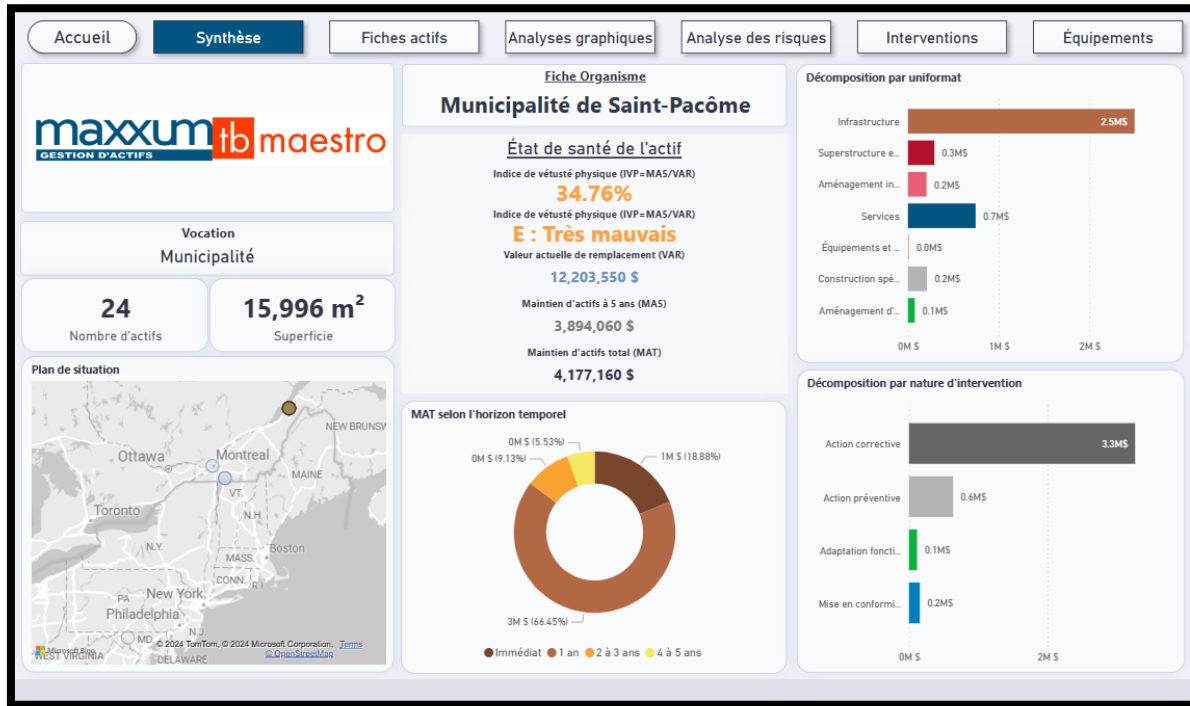 Accueil
Synthèse
Fiches actifs
Analyses graphiques
Analyse des risques
Interventions
Équipements
maxxum
GESTION D'ACTIFS
tb maestro
Vocation
Municipalité
24
Nombre d'actifs
15,996 m²
Superficie
Plan de situation
NEW BRUNSW
Ottawa
Montreal
MAINE
VT.
Toronto
N.H.
N.Y.
Boston
MASS.
CONN.
R.I
PA
New York
Philadelphia
N.J.
MD.
© 2024 TomTom, © 2024 Microsoft Corporation, Terms
Microsoft Bing
© OpenStreetMap
WEST VIRGINIA
DELAWARE
Fiche Organisme
Municipalité de Saint-Pacôme
État de santé de l'actif
Indice de vétusté physique (IVP=MA5/VAR)
34.76%
Indice de vétusté physique (IVP=MA5/VAR)
E : Très mauvais
Valeur actuelle de remplacement (VAR)
12,203,550 $
Maintien d'actifs à 5 ans (MA5)
3,894,060 $
Maintien d'actifs total (MAT)
4,177,160 $
MAT selon l'horizon temporel
0M $ (5.53%)
0M $ (9.13%)
1M $ (18.88%)
3M $ (66.45%)
Immédiat 1 an 2 à 3 ans 4 à 5 ans
Décomposition par uniformat
Infrastructure 2.5M$
Superstructure e... 0.3M$
Aménagement in... 0.2M$
Services 0.7M$
Équipements et ... 0.0M$
Construction spé... 0.2M$
Aménagement d'... 0.1M$
0M $ 1M $ 2M $
Décomposition par nature d'intervention
Action corrective 3.3M$
Action préventive 0.6M$
Adaptation foncti... 0.1M$
Mise en conformi... 0.2M$
0M $ 2M $